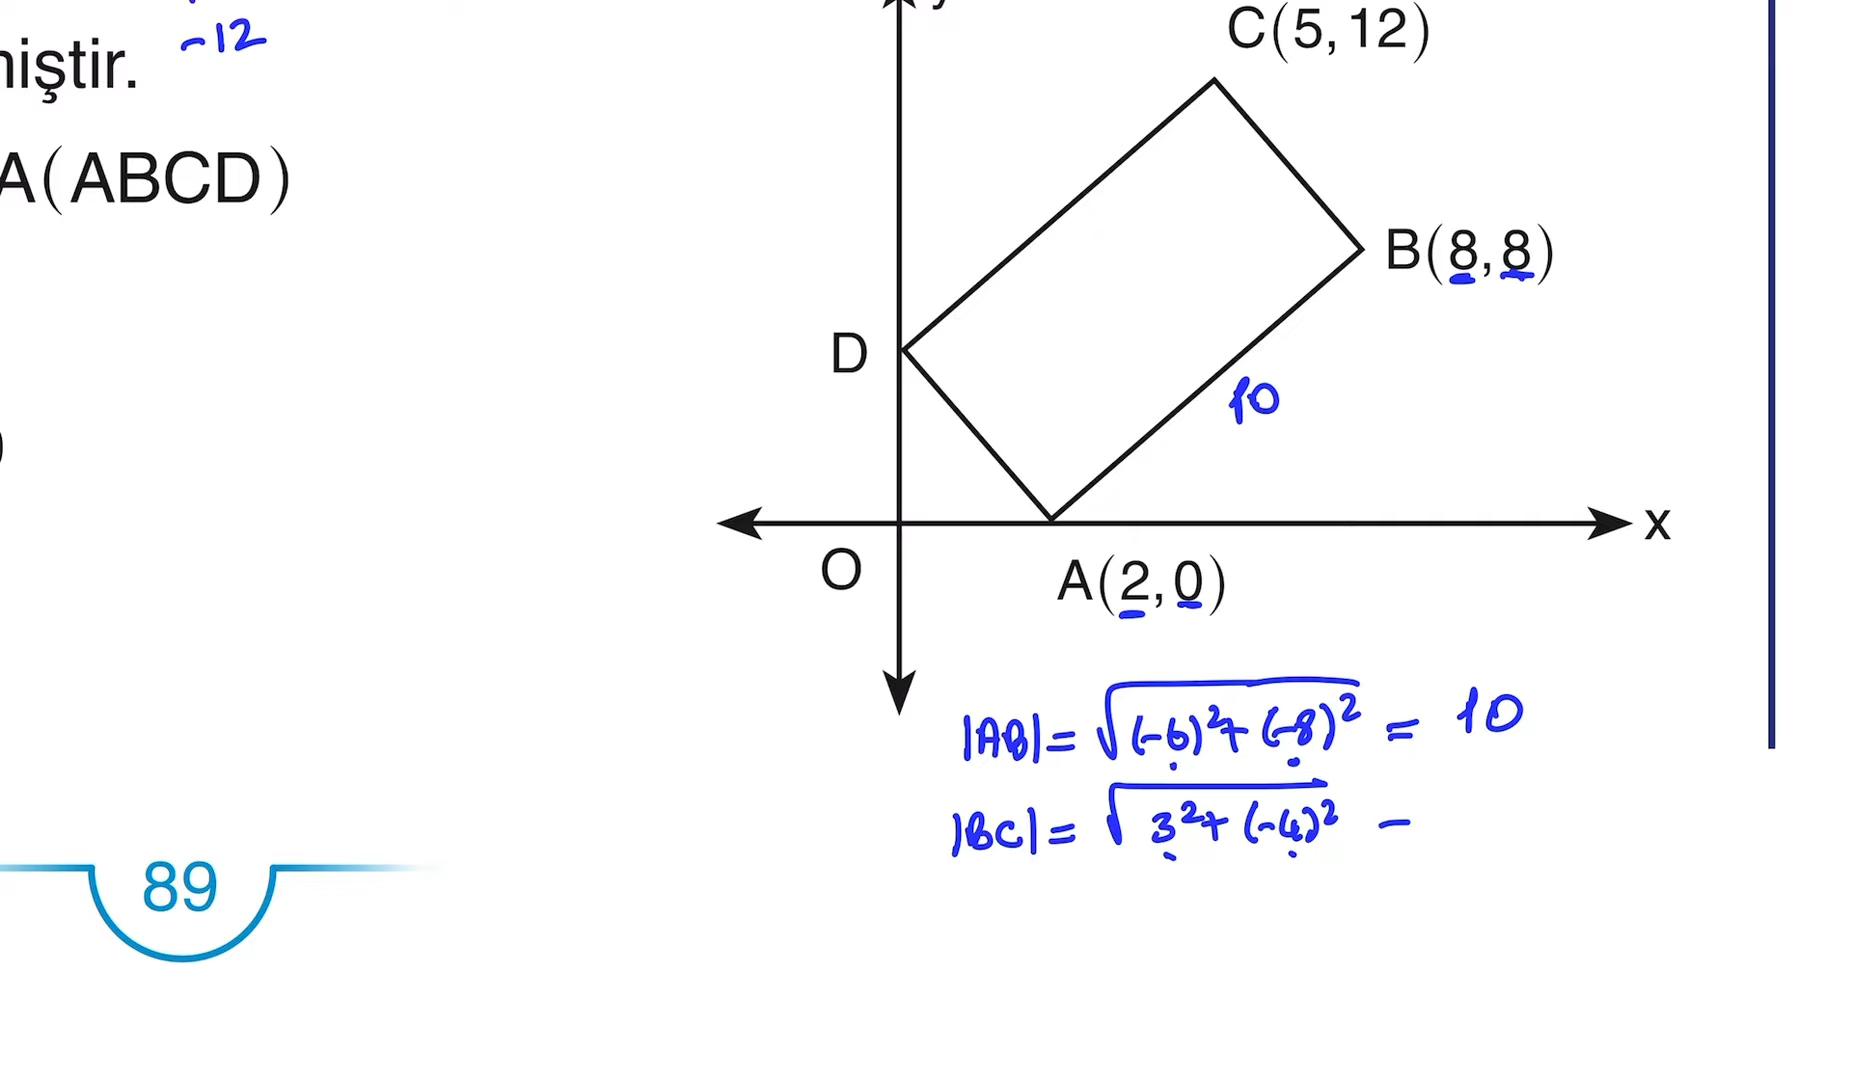 -12
miştir.
A(ABCD)
)
89
y
C(5,12)
B(8,8)
D
10
x
O
A(2,0)
|AB|= √(-6)²+(-8)² = 10
|BC|= √3²+(-4)² -